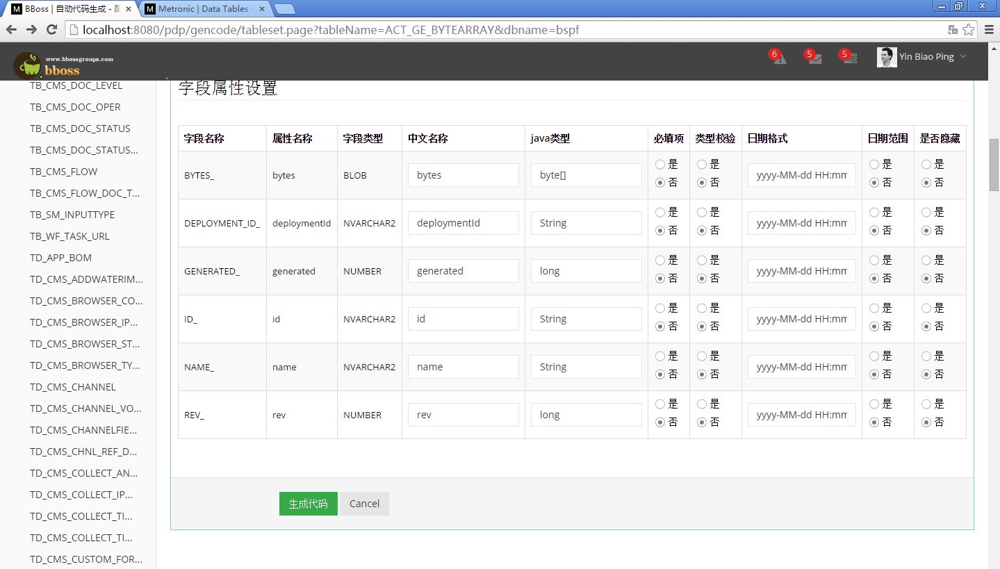 BBoss | 自动代码生成 - 配
Metronic | Data Tables -
localhost:8080/pdp/gencode/tableset.page?tableName=ACT_GE_BYTEARRAY&dbname=bspf
www.bbossgroups.com
bboss
6
5
5
Yin Biao Ping
TB_CMS_DOC_LEVEL
TB_CMS_DOC_OPER
TB_CMS_DOC_STATUS
TB_CMS_DOC_STATUS...
TB_CMS_FLOW
TB_CMS_FLOW_DOC_T...
TB_SM_INPUTTYPE
TB_WF_TASK_URL
TD_APP_BOM
TD_CMS_ADDWATERIM...
TD_CMS_BROWSER_CO...
TD_CMS_BROWSER_IP...
TD_CMS_BROWSER_ST...
TD_CMS_BROWSER_TY...
TD_CMS_CHANNEL
TD_CMS_CHANNEL_VO...
TD_CMS_CHANNELFIE...
TD_CMS_CHNL_REF_D...
TD_CMS_COLLECT_AN...
TD_CMS_COLLECT_IP...
TD_CMS_COLLECT_TI...
TD_CMS_COLLECT_TI...
TD_CMS_CUSTOM_FOR...
字段属性设置
字段名称 属性名称 字段类型 中文名称 java类型 必填项 类型校验 日期格式 日期范围 是否隐藏
是 是 是 是
BYTES_ bytes BLOB bytes byte[] yyyy-MM-dd HH:mm
否 否 否 否
是 是 是 是
DEPLOYMENT_ID_ deploymentId NVARCHAR2 deploymentId String yyyy-MM-dd HH:mm
否 否 否 否
是 是 是 是
GENERATED_ generated NUMBER generated long yyyy-MM-dd HH:mm
否 否 否 否
是 是 是 是
ID_ id NVARCHAR2 id String yyyy-MM-dd HH:mm
否 否 否 否
是 是 是 是
NAME_ name NVARCHAR2 name String yyyy-MM-dd HH:mm
否 否 否 否
是 是 是 是
REV_ rev NUMBER rev long yyyy-MM-dd HH:mm
否 否 否 否
生成代码 Cancel